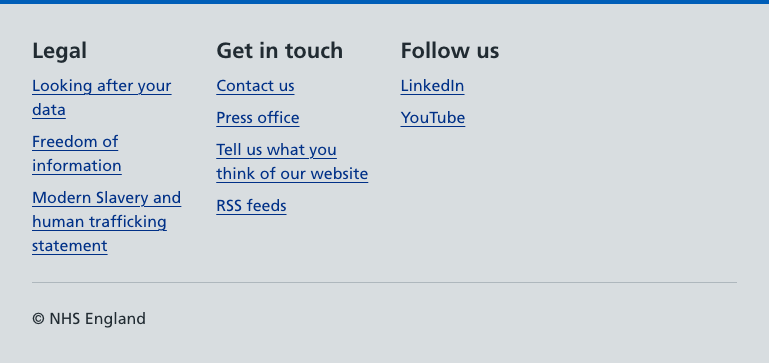 Legal
Looking after your
data
Freedom of
information
Modern Slavery and
human trafficking
statement
Get in touch
Contact us
Press office
Tell us what you
think of our website
RSS feeds
Follow us
LinkedIn
YouTube
© NHS England